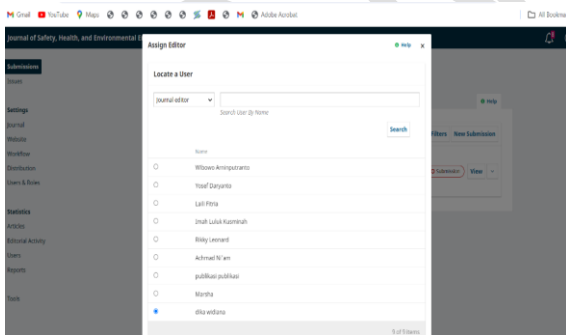 Gmail YouTube Maps Adobe Acrobat All Bookma
Journal of Safety, Health, and Environmental E
Submissions
Issues
Settings
Journal
Website
Workflow
Distribution
Users & Roles
Statistics
Articles
Editorial Activity
Users
Reports
Tools
Assign Editor Help x
Locate a User
Journal editor
Search User By Name
Search
Name
Wibowo Arninputranto
Yosaf Daryanto
Laili Fitria
Imah Luluk Kusminah
Rikky Leonard
Achmad
publikasi publikasi
Marsha
dika widiana
9 of 9 items
Help
Filters New Submission
Submission View